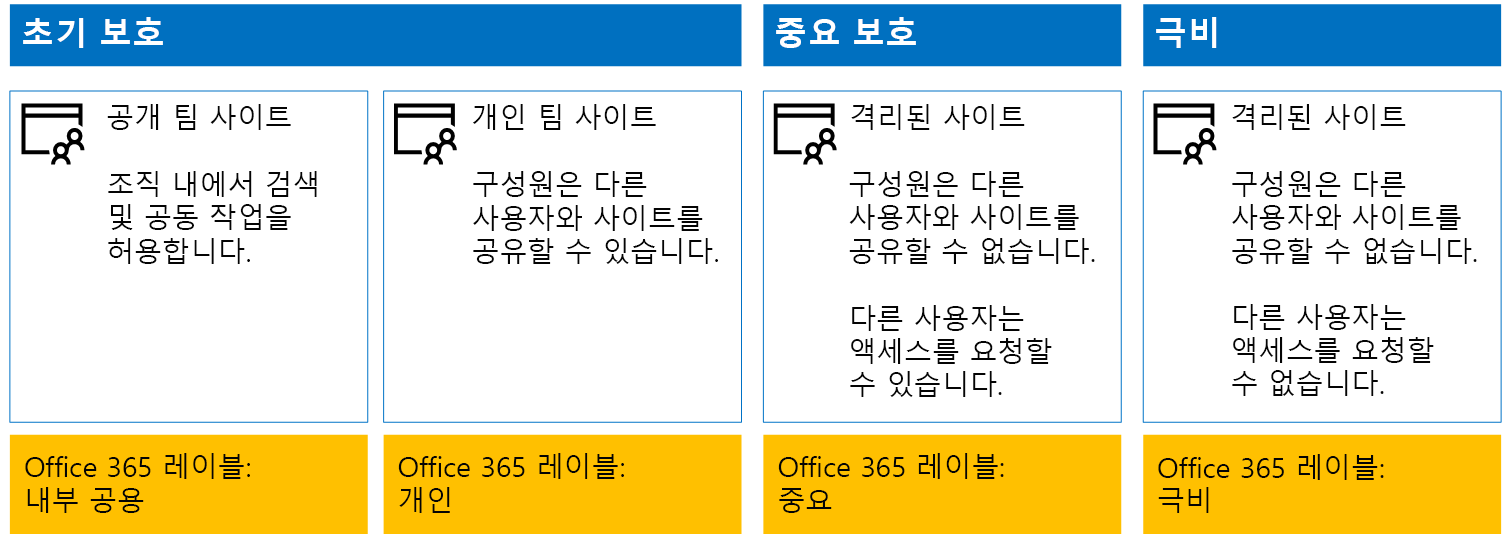 초기 보호
중요 보호
극비
공개 팀 사이트
조직 내에서 검색
및 공동 작업을
허용합니다.
개인 팀 사이트
구성원은 다른
사용자와 사이트를
공유할 수 있습니다.
격리된 사이트
구성원은 다른
사용자와 사이트를
공유할 수 없습니다.
다른 사용자는
액세스를 요청할
수 있습니다.
격리된 사이트
구성원은 다른
사용자와 사이트를
공유할 수 없습니다.
다른 사용자는
액세스를 요청할
수 없습니다.
Office 365 레이블:
내부 공용
Office 365 레이블:
개인
Office 365 레이블:
중요
Office 365 레이블:
극비